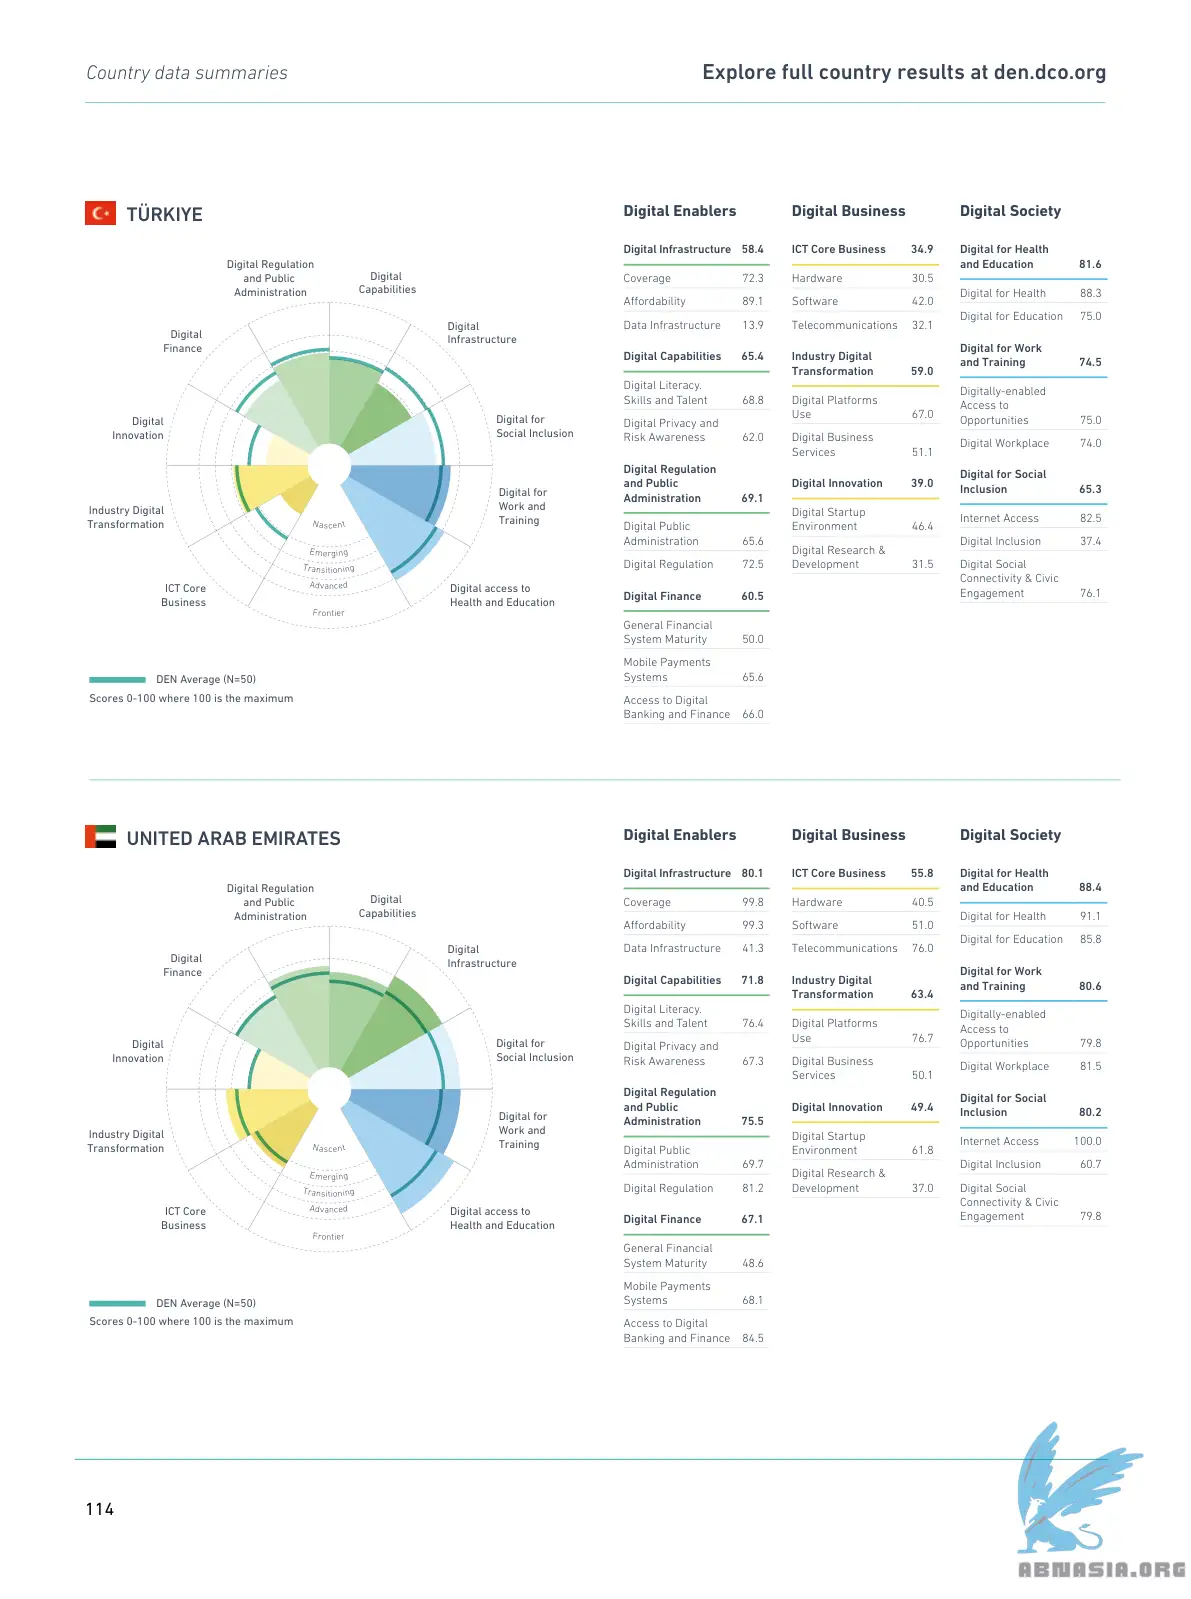 Country data summaries
Explore full country results at den.dco.org
TÜRKIYE
Digital Regulation
and Public
Administration
Digital
Capabilities
Digital
Finance
Digital
Infrastructure
Digital
Innovation
Digital for
Social Inclusion
Industry Digital
Transformation
Digital for
Work and
Training
Nascent
Emerging
Transitioning
Advanced
Frontier
ICT Core
Business
Digital access to
Health and Education
DEN Average (N=50)
Scores 0-100 where 100 is the maximum
Digital Enablers
Digital Infrastructure 58.4
Coverage 72.3
Affordability 89.1
Data Infrastructure 13.9
Digital Capabilities 65.4
Digital Literacy.
Skills and Talent 68.8
Digital Privacy and
Risk Awareness 62.0
Digital Regulation
and Public
Administration 69.1
Digital Public
Administration 65.6
Digital Regulation 72.5
Digital Finance 60.5
General Financial
System Maturity 50.0
Mobile Payments
Systems 65.6
Access to Digital
Banking and Finance 66.0
Digital Business
ICT Core Business 34.9
Hardware 30.5
Software 42.0
Telecommunications 32.1
Industry Digital
Transformation 59.0
Digital Platforms
Use 67.0
Digital Business
Services 51.1
Digital Innovation 39.0
Digital Startup
Environment 46.4
Digital Research &
Development 31.5
Digital Society
Digital for Health
and Education 81.6
Digital for Health 88.3
Digital for Education 75.0
Digital for Work
and Training 74.5
Digitally-enabled
Access to
Opportunities 75.0
Digital Workplace 74.0
Digital for Social
Inclusion 65.3
Internet Access 82.5
Digital Inclusion 37.4
Digital Social
Connectivity & Civic
Engagement 76.1
UNITED ARAB EMIRATES
Digital Regulation
and Public
Administration
Digital
Capabilities
Digital
Finance
Digital
Infrastructure
Digital
Innovation
Digital for
Social Inclusion
Industry Digital
Transformation
Digital for
Work and
Training
Nascent
Emerging
Transitioning
Advanced
Frontier
ICT Core
Business
Digital access to
Health and Education
DEN Average (N=50)
Scores 0-100 where 100 is the maximum
Digital Enablers
Digital Infrastructure 80.1
Coverage 99.8
Affordability 99.3
Data Infrastructure 41.3
Digital Capabilities 71.8
Digital Literacy.
Skills and Talent 76.4
Digital Privacy and
Risk Awareness 67.3
Digital Regulation
and Public
Administration 75.5
Digital Public
Administration 69.7
Digital Regulation 81.2
Digital Finance 67.1
General Financial
System Maturity 48.6
Mobile Payments
Systems 68.1
Access to Digital
Banking and Finance 84.5
Digital Business
ICT Core Business 55.8
Hardware 40.5
Software 51.0
Telecommunications 76.0
Industry Digital
Transformation 63.4
Digital Platforms
Use 76.7
Digital Business
Services 50.1
Digital Innovation 49.4
Digital Startup
Environment 61.8
Digital Research &
Development 37.0
Digital Society
Digital for Health
and Education 88.4
Digital for Health 91.1
Digital for Education 85.8
Digital for Work
and Training 80.6
Digitally-enabled
Access to
Opportunities 79.8
Digital Workplace 81.5
Digital for Social
Inclusion 80.2
Internet Access 100.0
Digital Inclusion 60.7
Digital Social
Connectivity & Civic
Engagement 79.8
114
ABNASIA.ORG